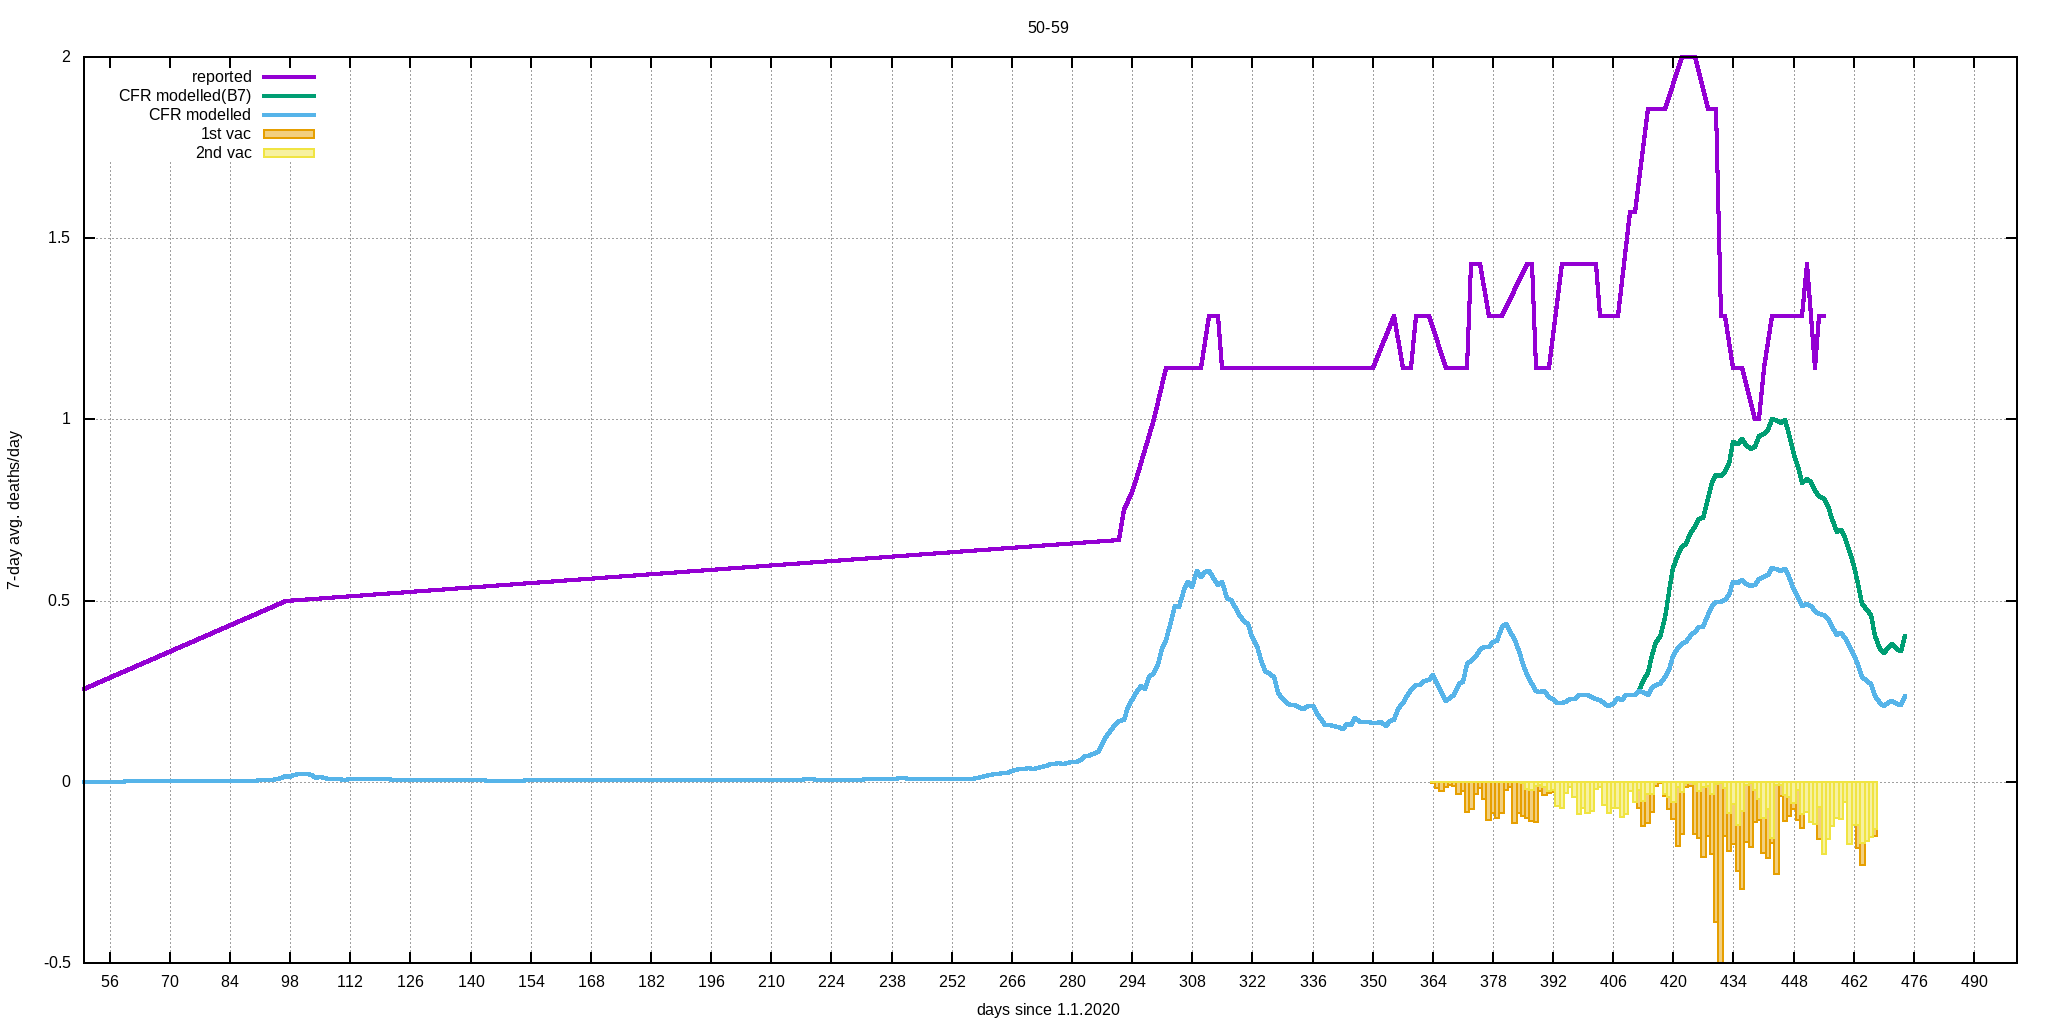 50-59
reported
CFR modelled(B7)
CFR modelled
1st vac
2nd vac
2
1.5
1
0.5
0
-0.5
7-day avg. deaths/day
56 70 84 98 112 126 140 154 168 182 196 210 224 238 252 266 280 294 308 322 336 350 364 378 392 406 420 434 448 462 476 490
days since 1.1.2020